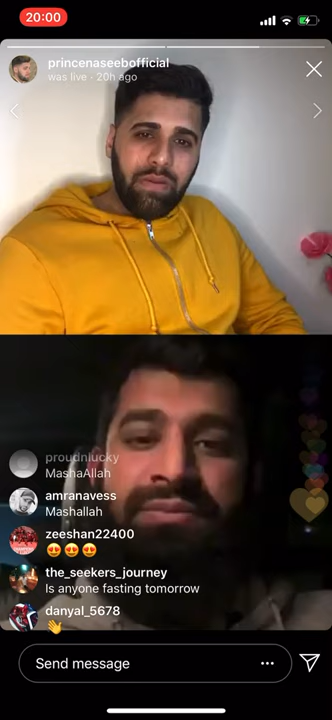 20:00
princenaseebofficial
was live · 20h ago
proudnlucky
MashaAllah
amranavess
Mashallah
zeeshan22400
😍😍😍
the_seekers_journey
Is anyone fasting tomorrow
danyal_5678
👋
Send message